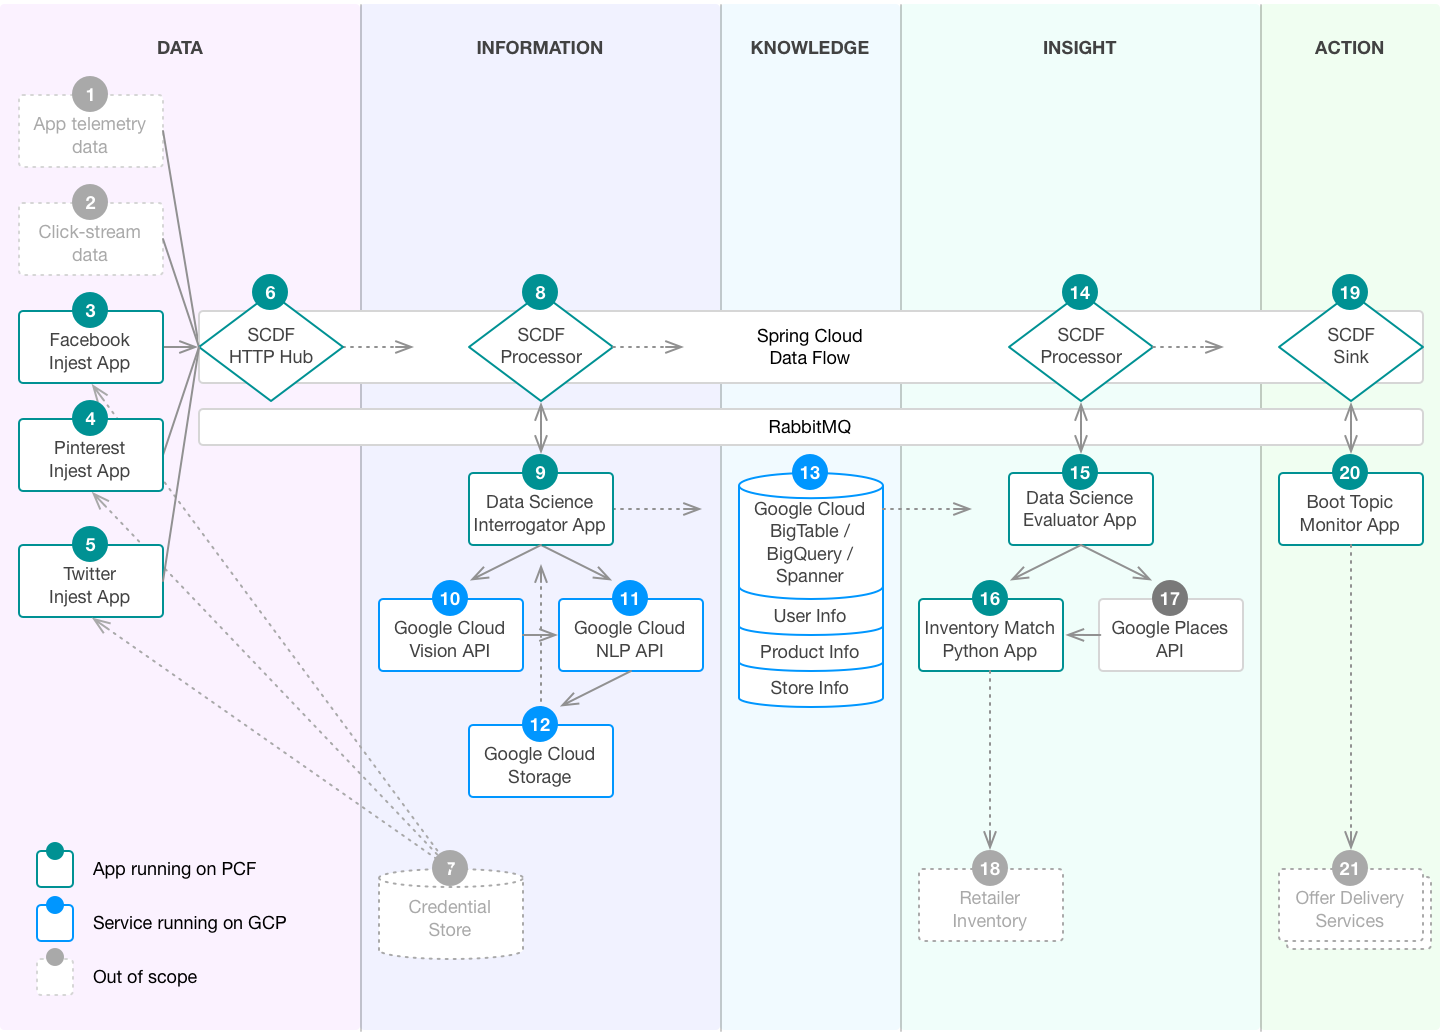 DATA
INFORMATION
KNOWLEDGE
INSIGHT
ACTION
1
App telemetry
data
2
Click-stream
data
3
Facebook
Injest App
4
Pinterest
Injest App
5
Twitter
Injest App
6
SCDF
HTTP Hub
8
SCDF
Processor
Spring Cloud
Data Flow
14
SCDF
Processor
19
SCDF
Sink
RabbitMQ
9
Data Science
Interrogator App
10
Google Cloud
Vision API
11
Google Cloud
NLP API
12
Google Cloud
Storage
7
Credential
Store
13
Google Cloud
BigTable /
BigQuery /
Spanner
User Info
Product Info
Store Info
15
Data Science
Evaluator App
16
Inventory Match
Python App
17
Google Places
API
18
Retailer
Inventory
20
Boot Topic
Monitor App
21
Offer Delivery
Services
App running on PCF
Service running on GCP
Out of scope